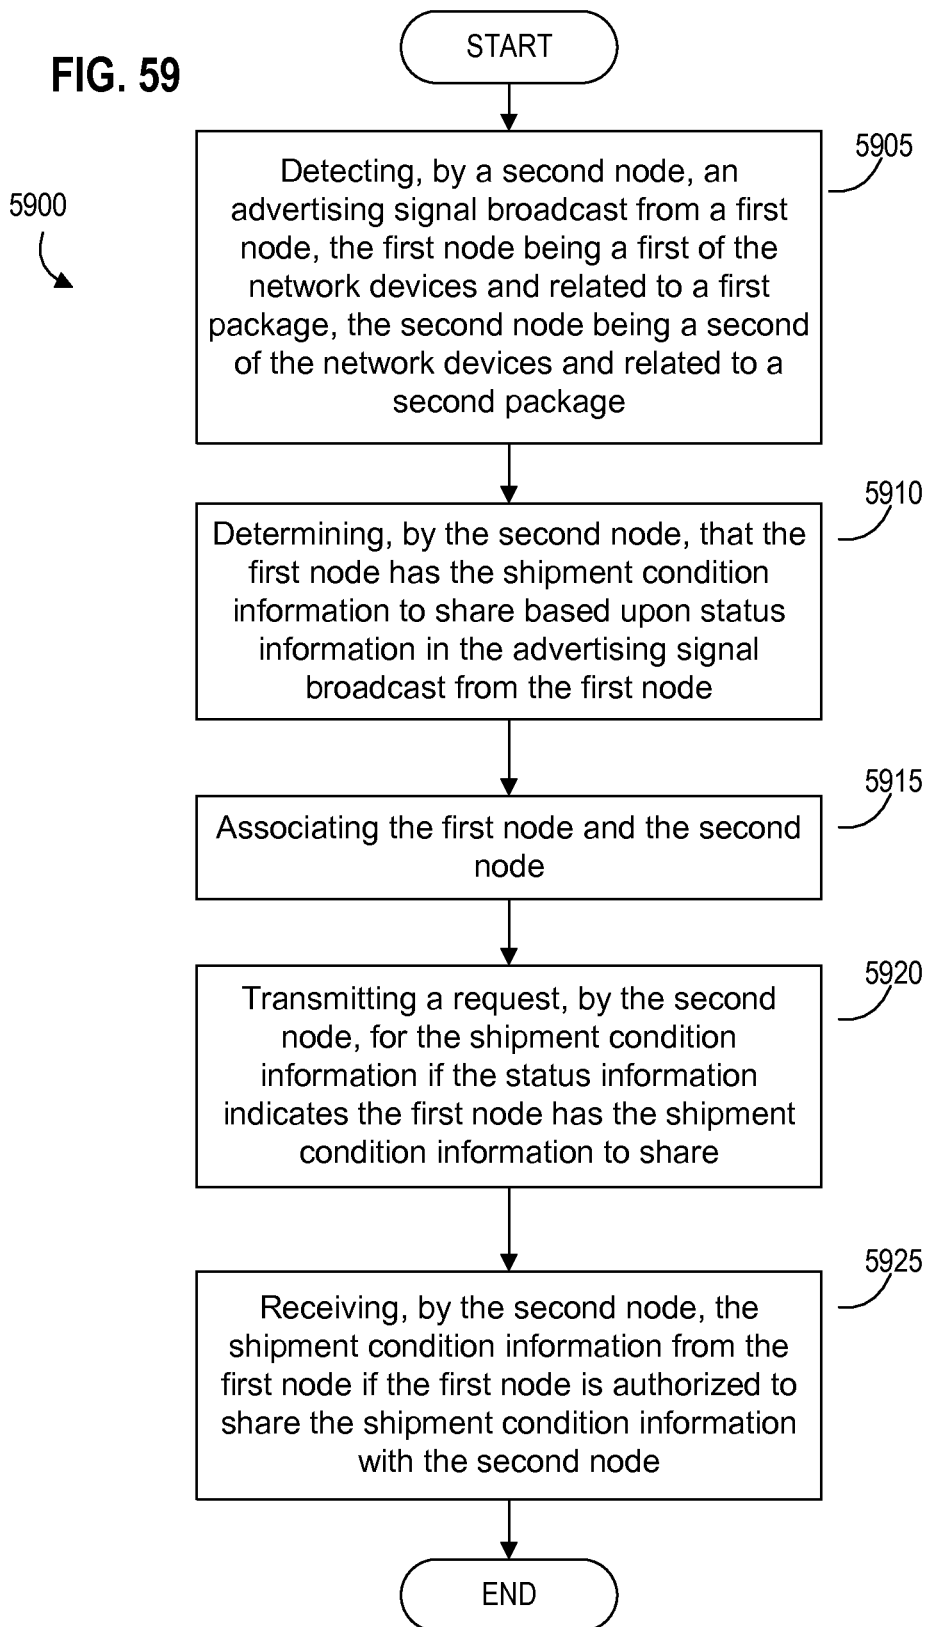 START
FIG. 59
5900
5905
Detecting, by a second node, an
advertising signal broadcast from a first
node, the first node being a first of the
network devices and related to a first
package, the second node being a second
of the network devices and related to a
second package
5910
Determining, by the second node, that the
first node has the shipment condition
information to share based upon status
information in the advertising signal
broadcast from the first node
5915
Associating the first node and the second
node
5920
Transmitting a request, by the second
node, for the shipment condition
information if the status information
indicates the first node has the shipment
condition information to share
5925
Receiving, by the second node, the
shipment condition information from the
first node if the first node is authorized to
share the shipment condition information
with the second node
END